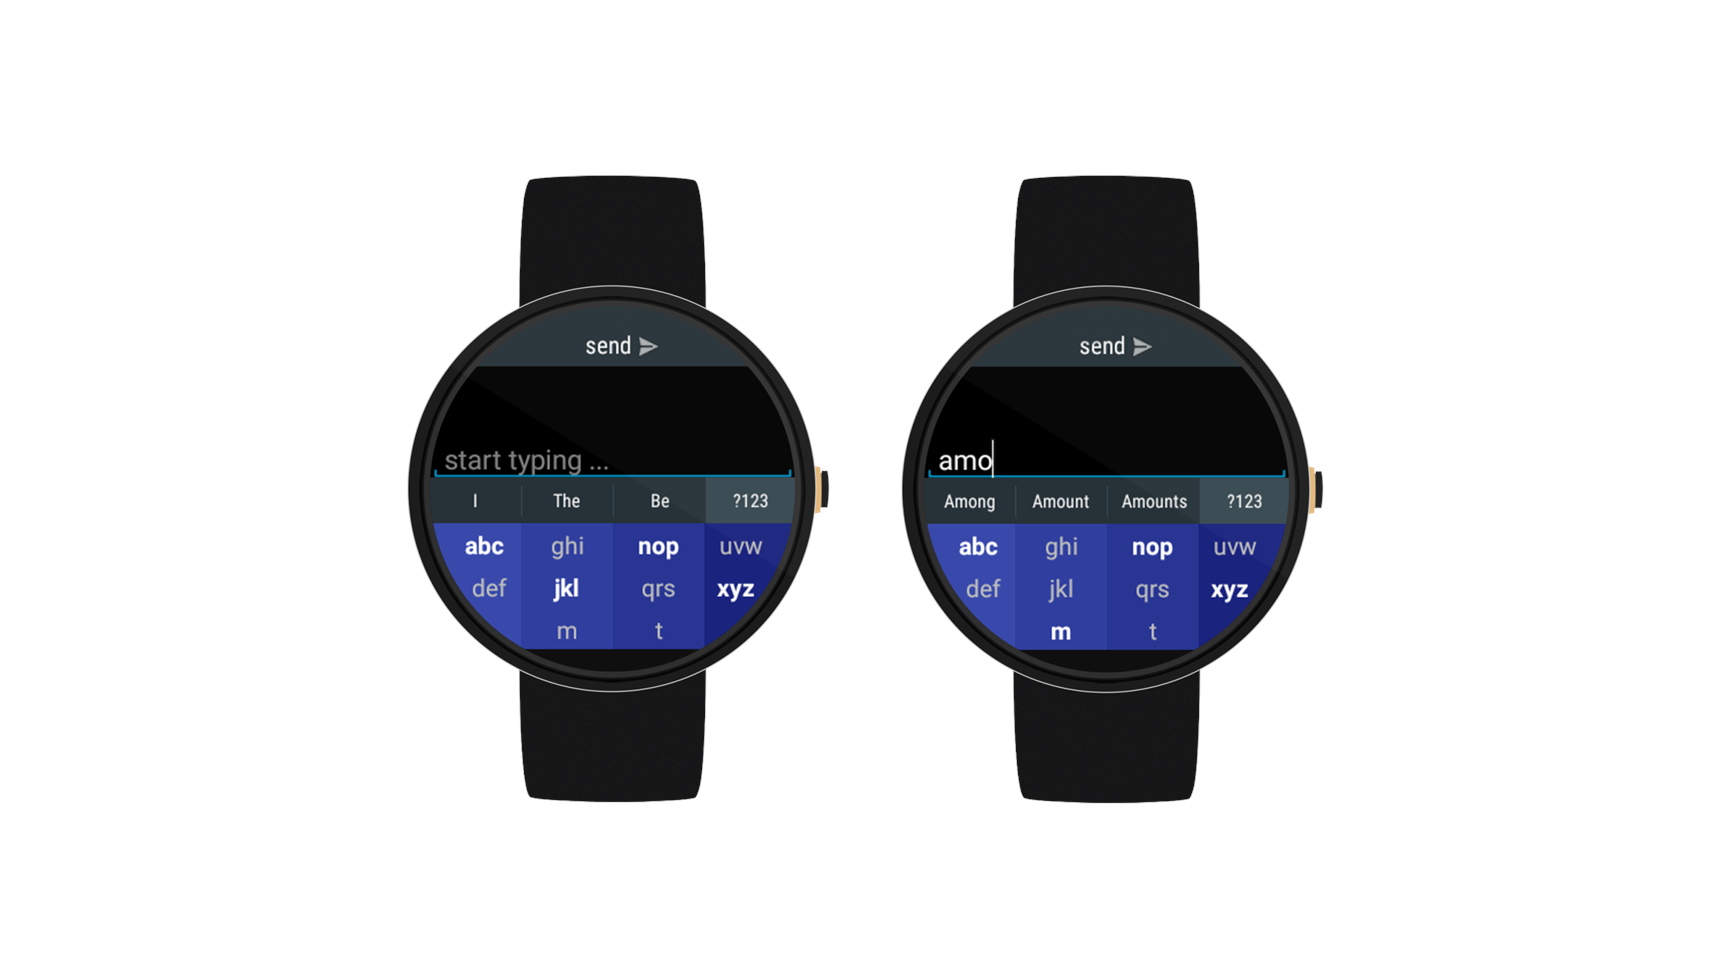 send
start typing ...
I The Be ?123
abc ghi nop uvw
def jkl qrs xyz
m t
send
amo
Among Amount Amounts ?123
abc ghi nop uvw
def jkl qrs xyz
m t